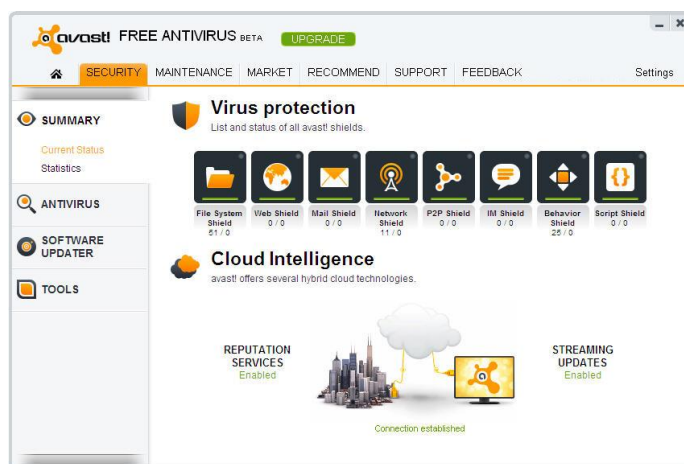 avast! FREE ANTIVIRUS BETA UPGRADE
SECURITY MAINTENANCE MARKET RECOMMEND SUPPORT FEEDBACK Settings
SUMMARY
Current Status
Statistics
ANTIVIRUS
SOFTWARE
UPDATER
TOOLS
Virus protection
List and status of all avast! shields.
File System Shield 51 / 0
Web Shield 0 / 0
Mail Shield 0 / 0
Network Shield 11 / 0
P2P Shield 0 / 0
IM Shield 0 / 0
Behavior Shield 25 / 0
Script Shield 0 / 0
Cloud Intelligence
avast! offers several hybrid cloud technologies.
REPUTATION
SERVICES
Enabled
STREAMING
UPDATES
Enabled
Connection established